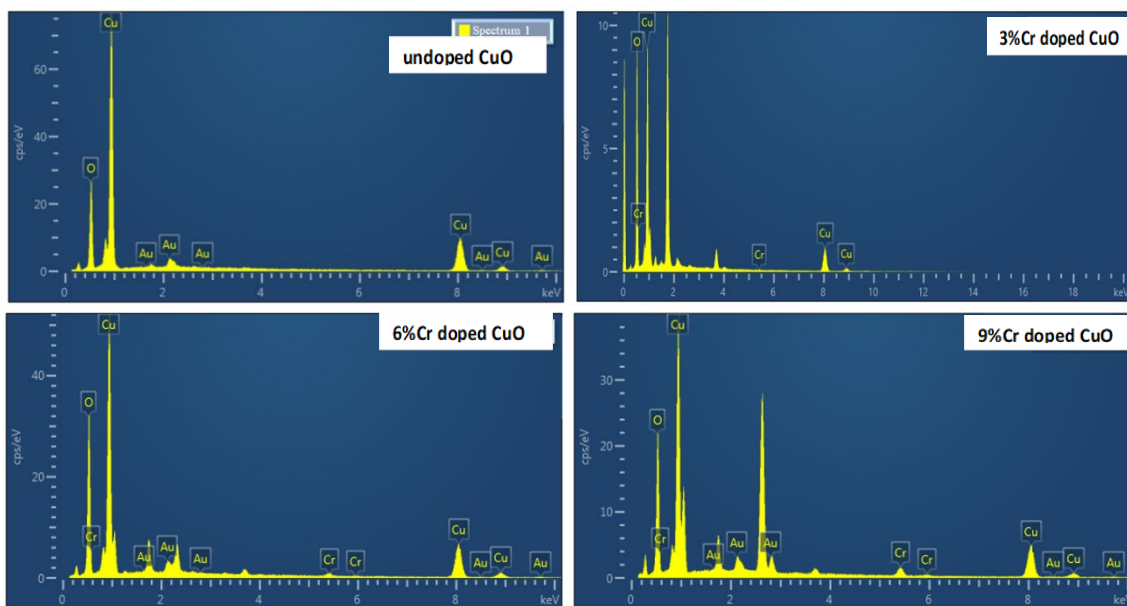 Cu
Spectrum 1
undoped CuO
60
40
O
20
Cu
Au Au Au Au Cu Au
0
0 2 4 6 8 keV
cps/eV
10
Cu
3%Cr doped CuO
O
5
Cr
Cu
Cr Cu
0
0 2 4 6 8 10 12 14 16 18 keV
cps/eV
Cu
6%Cr doped CuO
40
O
20
Cr Cu
Au Au Au Cr Cr Au Cu Au
0
0 2 4 6 8 keV
cps/eV
Cu
9%Cr doped CuO
30
O
20
10
Cr Cu
Au Au Au Cr Cr Au Cu Au
0
0 2 4 6 8 keV
cps/eV